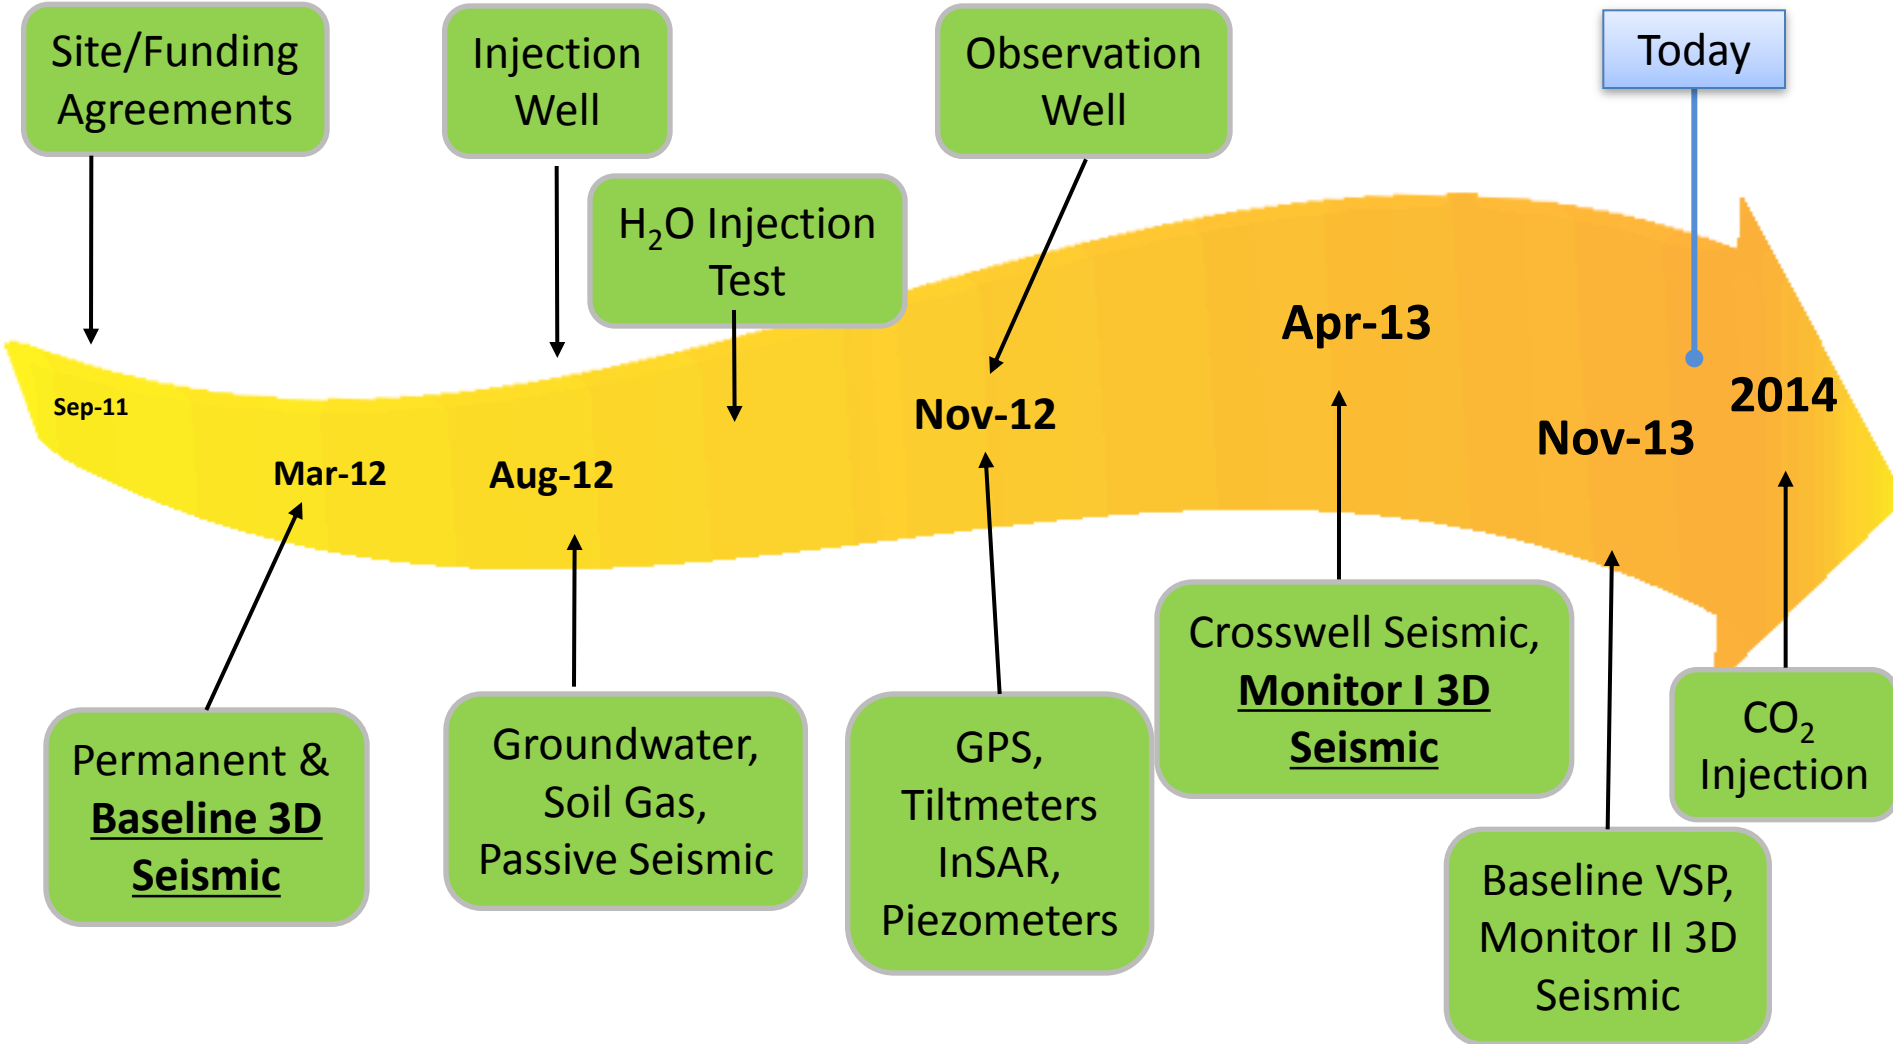 Site/Funding
Agreements
Injection
Well
Observation
Well
Today
H₂O Injection
Test
Sep-11
Mar-12
Aug-12
Nov-12
Apr-13
Nov-13
2014
Permanent &
Baseline 3D
Seismic
Groundwater,
Soil Gas,
Passive Seismic
GPS,
Tiltmeters
InSAR,
Piezometers
Crosswell Seismic,
Monitor I 3D
Seismic
Baseline VSP,
Monitor II 3D
Seismic
CO₂
Injection